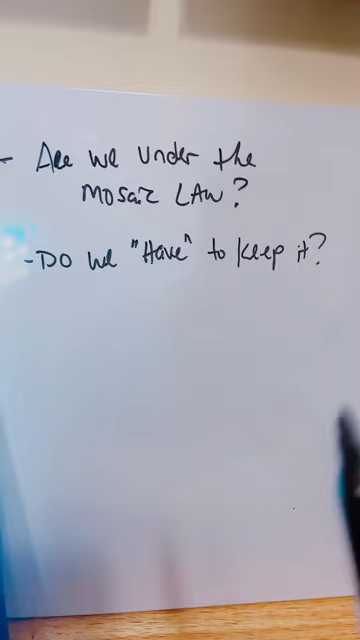 - Are we under the
Mosaic LAW?
- Do we "Have" to keep it?